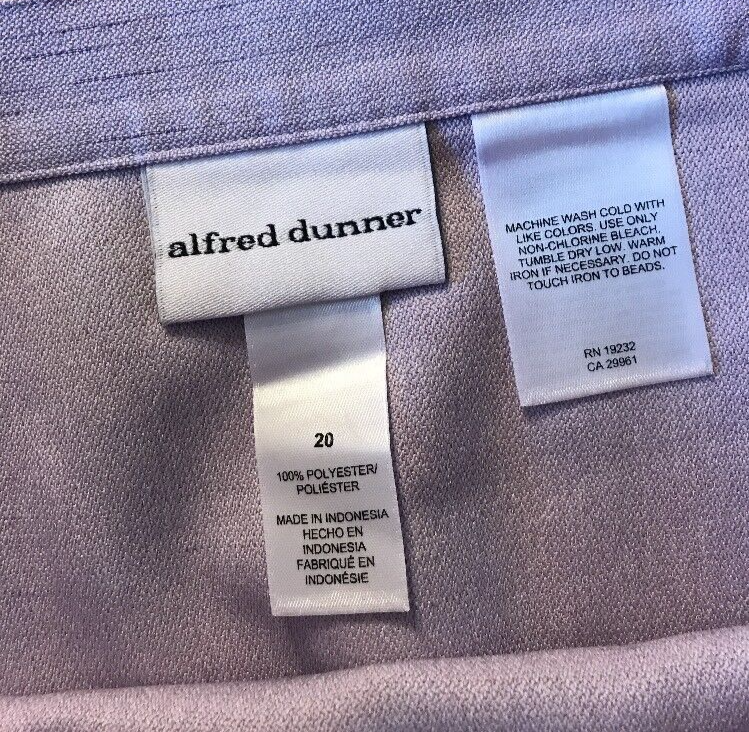 alfred dunner
20
100% POLYESTER/
POLIÉSTER
MADE IN INDONESIA
HECHO EN
INDONESIA
FABRIQUÉ EN
INDONÉSIE
MACHINE WASH COLD WITH
LIKE COLORS. USE ONLY
NON-CHLORINE BLEACH.
TUMBLE DRY LOW. WARM
IRON IF NECESSARY. DO NOT
TOUCH IRON TO BEADS.
RN 19232
CA 29961